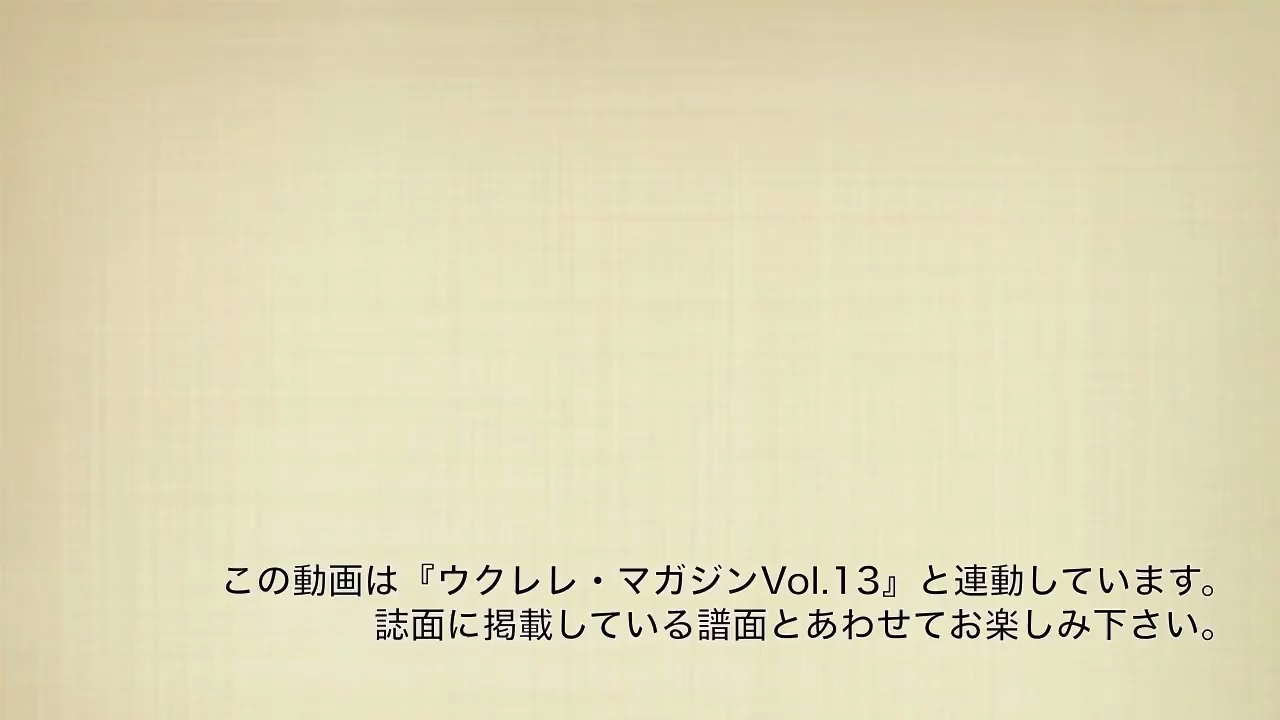 この動画は『ウクレレ・マガジンVol.13』と連動しています。
誌面に掲載している譜面とあわせてお楽しみ下さい。